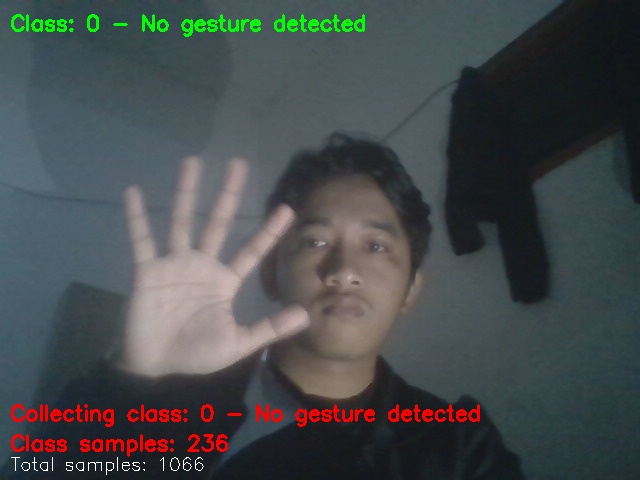 Class: 0 - No gesture detected
Collecting class: 0 - No gesture detected
Class samples: 236
Total samples: 1066